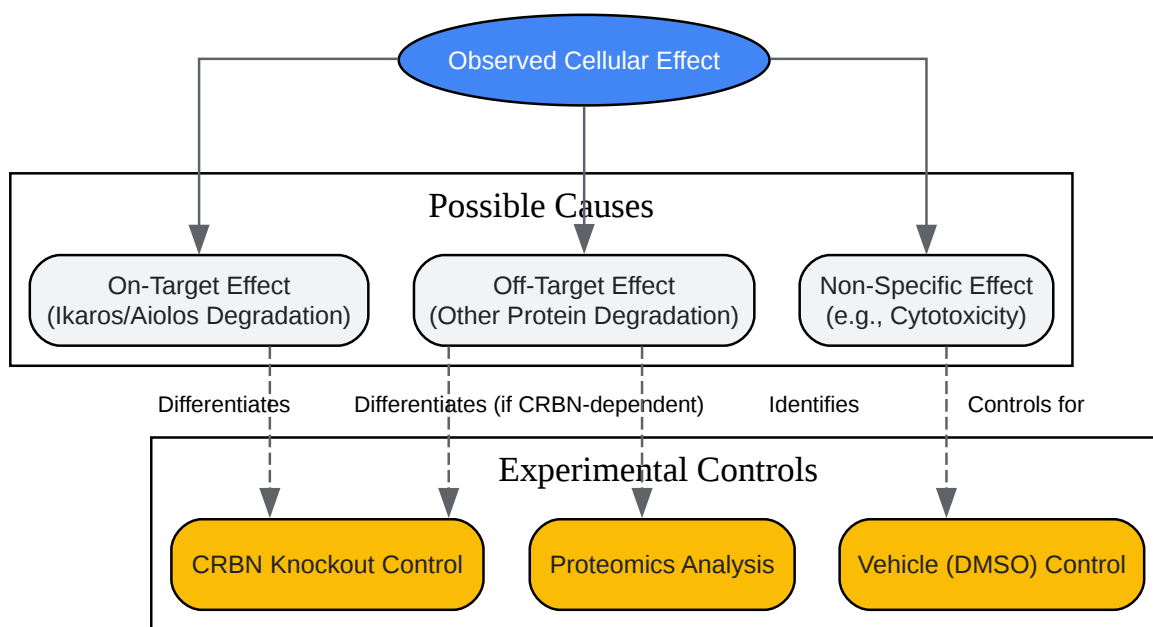 Observed Cellular Effect
Possible Causes
On-Target Effect
(Ikaros/Aiolos Degradation)
Off-Target Effect
(Other Protein Degradation)
Non-Specific Effect
(e.g., Cytotoxicity)
Differentiates
Differentiates (if CRBN-dependent)
Identifies
Controls for
Experimental Controls
CRBN Knockout Control
Proteomics Analysis
Vehicle (DMSO) Control